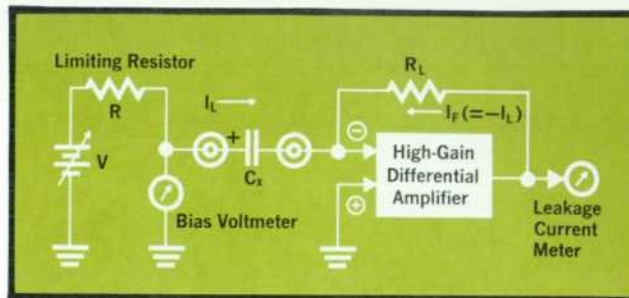 Limiting Resistor
R
V
I_L
+
C_x
Bias Voltmeter
R_L
I_F (=−I_L)
⊖
⊕
High-Gain
Differential
Amplifier
Leakage
Current
Meter